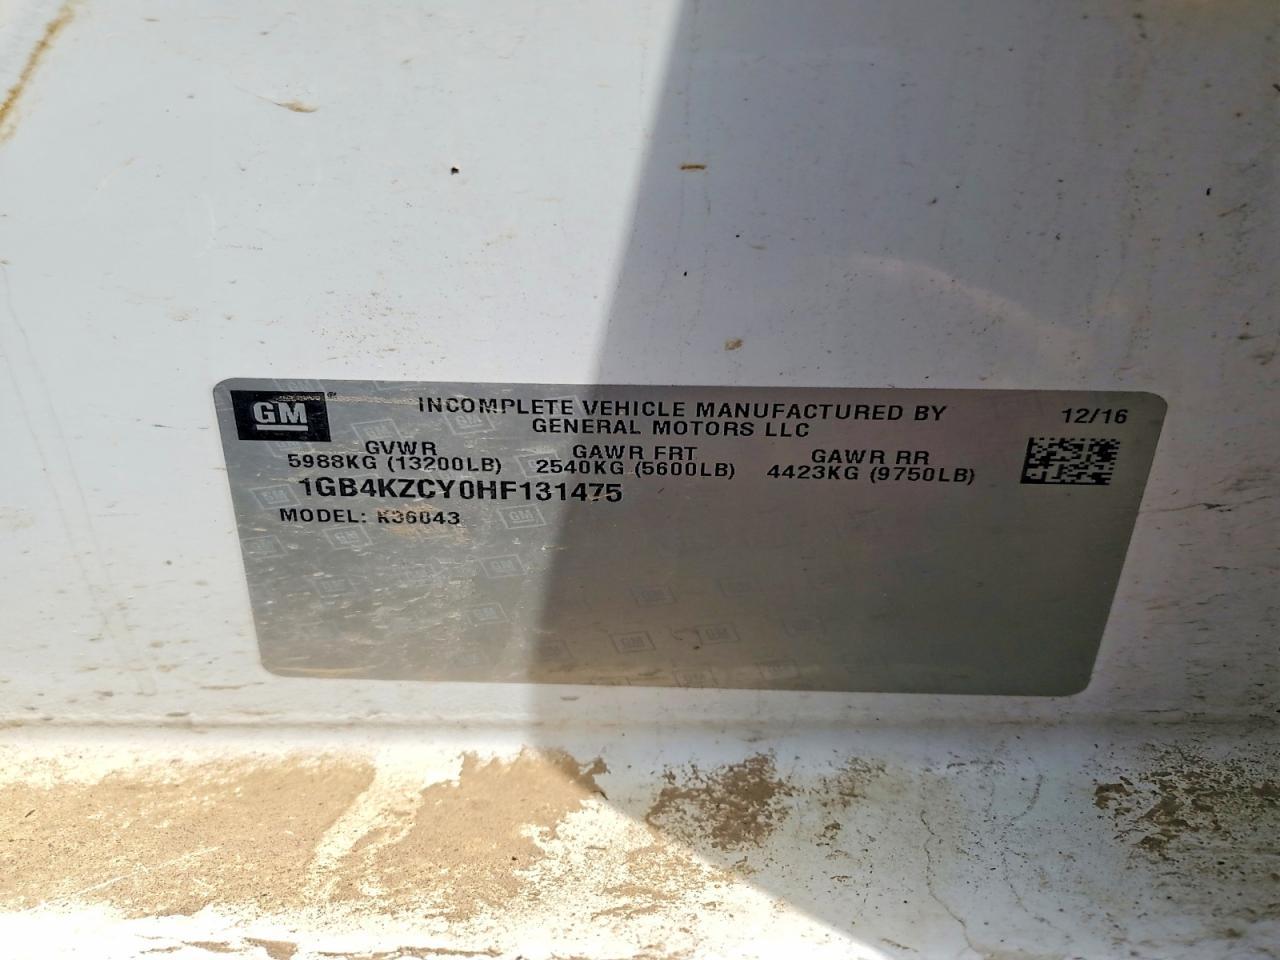 GM
INCOMPLETE VEHICLE MANUFACTURED BY
GENERAL MOTORS LLC
12/16
GVWR GAWR FRT GAWR RR
5988KG (13200LB) 2540KG (5600LB) 4423KG (9750LB)
1GB4KZCY0HF131475
MODEL: K36043